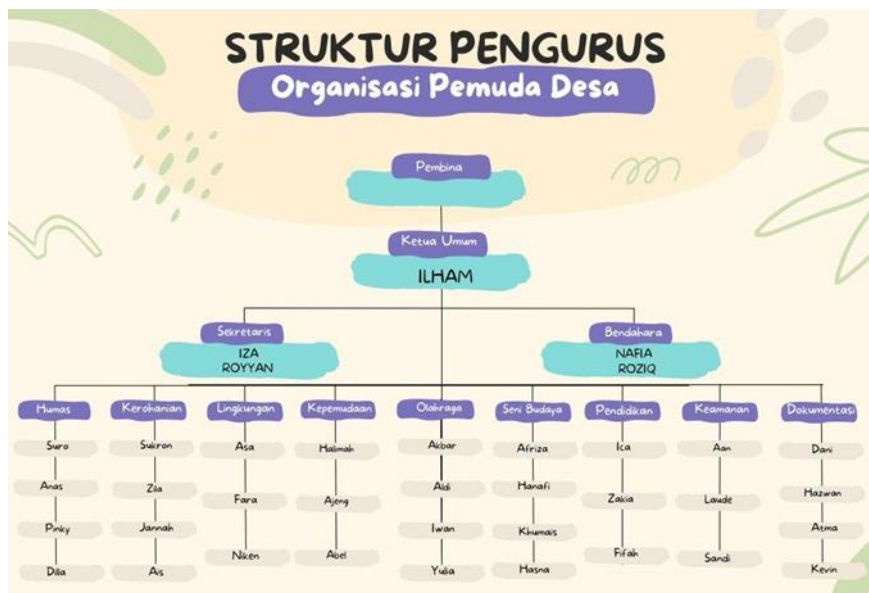 STRUKTUR PENGURUS
Organisasi Pemuda Desa
Pembina
Ketua Umum
ILHAM
Sekretaris
IZA
ROYYAN
Bendahara
NAFIA
ROZIQ
Humas
Suro
Anas
Pinky
Dilla
Kerohanian
Sukron
Zila
Jannah
Ais
Lingkungan
Asa
Fara
Niken
Kepemudaan
Halimah
Ajeng
Abel
Olahraga
Akbar
Aldi
Iwan
Yulia
Seni Budaya
Afriza
Hanafi
Khumais
Hasna
Pendidikan
Ica
Zakia
Fifah
Keamanan
Aan
Laude
Sandi
Dokumentasi
Dani
Hazwan
Atma
Kevin